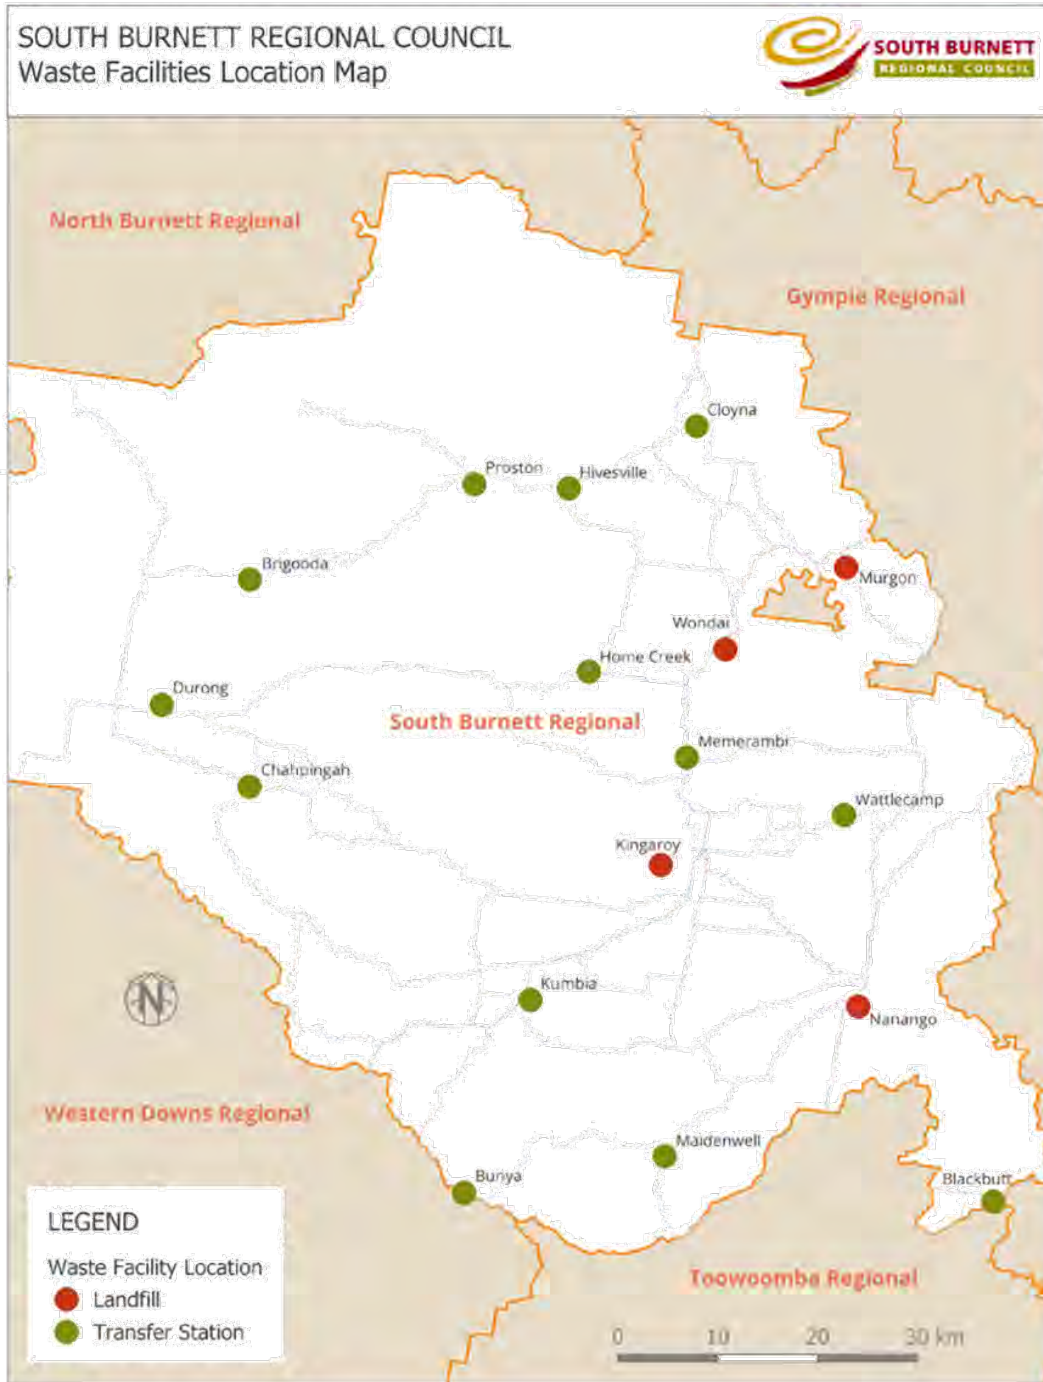 SOUTH BURNETT REGIONAL COUNCIL
Waste Facilities Location Map
SOUTH BURNETT
REGIONAL COUNCIL
North Burnett Regional
Gympie Regional
Cloyna
Proston
Hivesville
Brigooda
Murgon
Wondai
Home Creek
Durong
South Burnett Regional
Memerambi
Chahpingah
Wattlecamp
Kingaroy
Kumbia
N
Nanango
Western Downs Regional
Maidenwell
Bunya
Blackbutt
LEGEND
Waste Facility Location
Landfill
Transfer Station
Toowoomba Regional
0 10 20 30 km